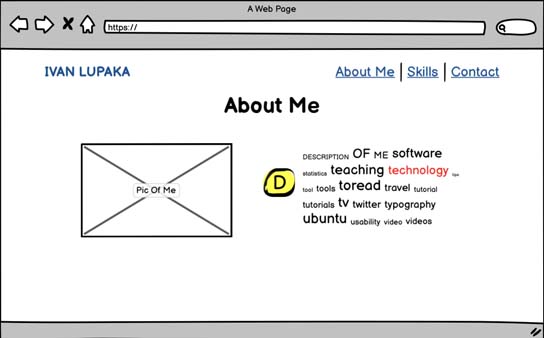 A Web Page
https://
IVAN LUPAKA
About Me | Skills | Contact
About Me
Pic Of Me
D
DESCRIPTION OF ME software
statistics teaching technology tips
tool tools toread travel tutorial
tutorials tv twitter typography
ubuntu usability video videos